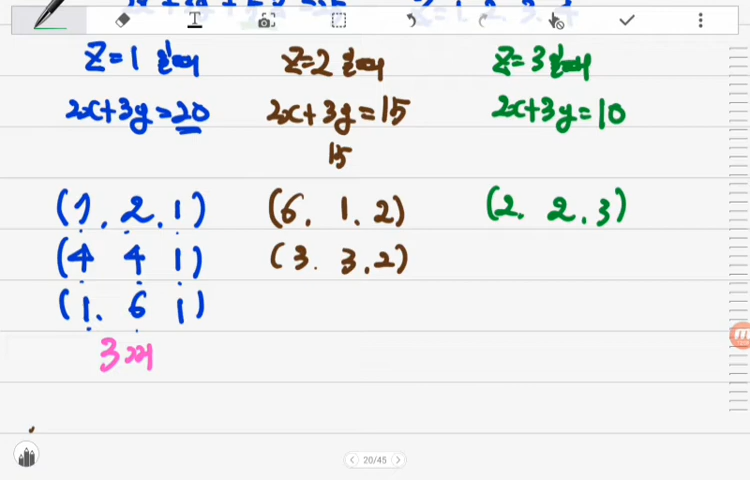 z=1 일때
2x+3y=20
(7, 2, 1)
(4 4 1)
(1. 6 1)
3개
z=2 일때
2x+3y=15
15
(6, 1, 2)
(3. 3, 2)
z=3 일때
2x+3y=10
(2. 2, 3)
T
20/45